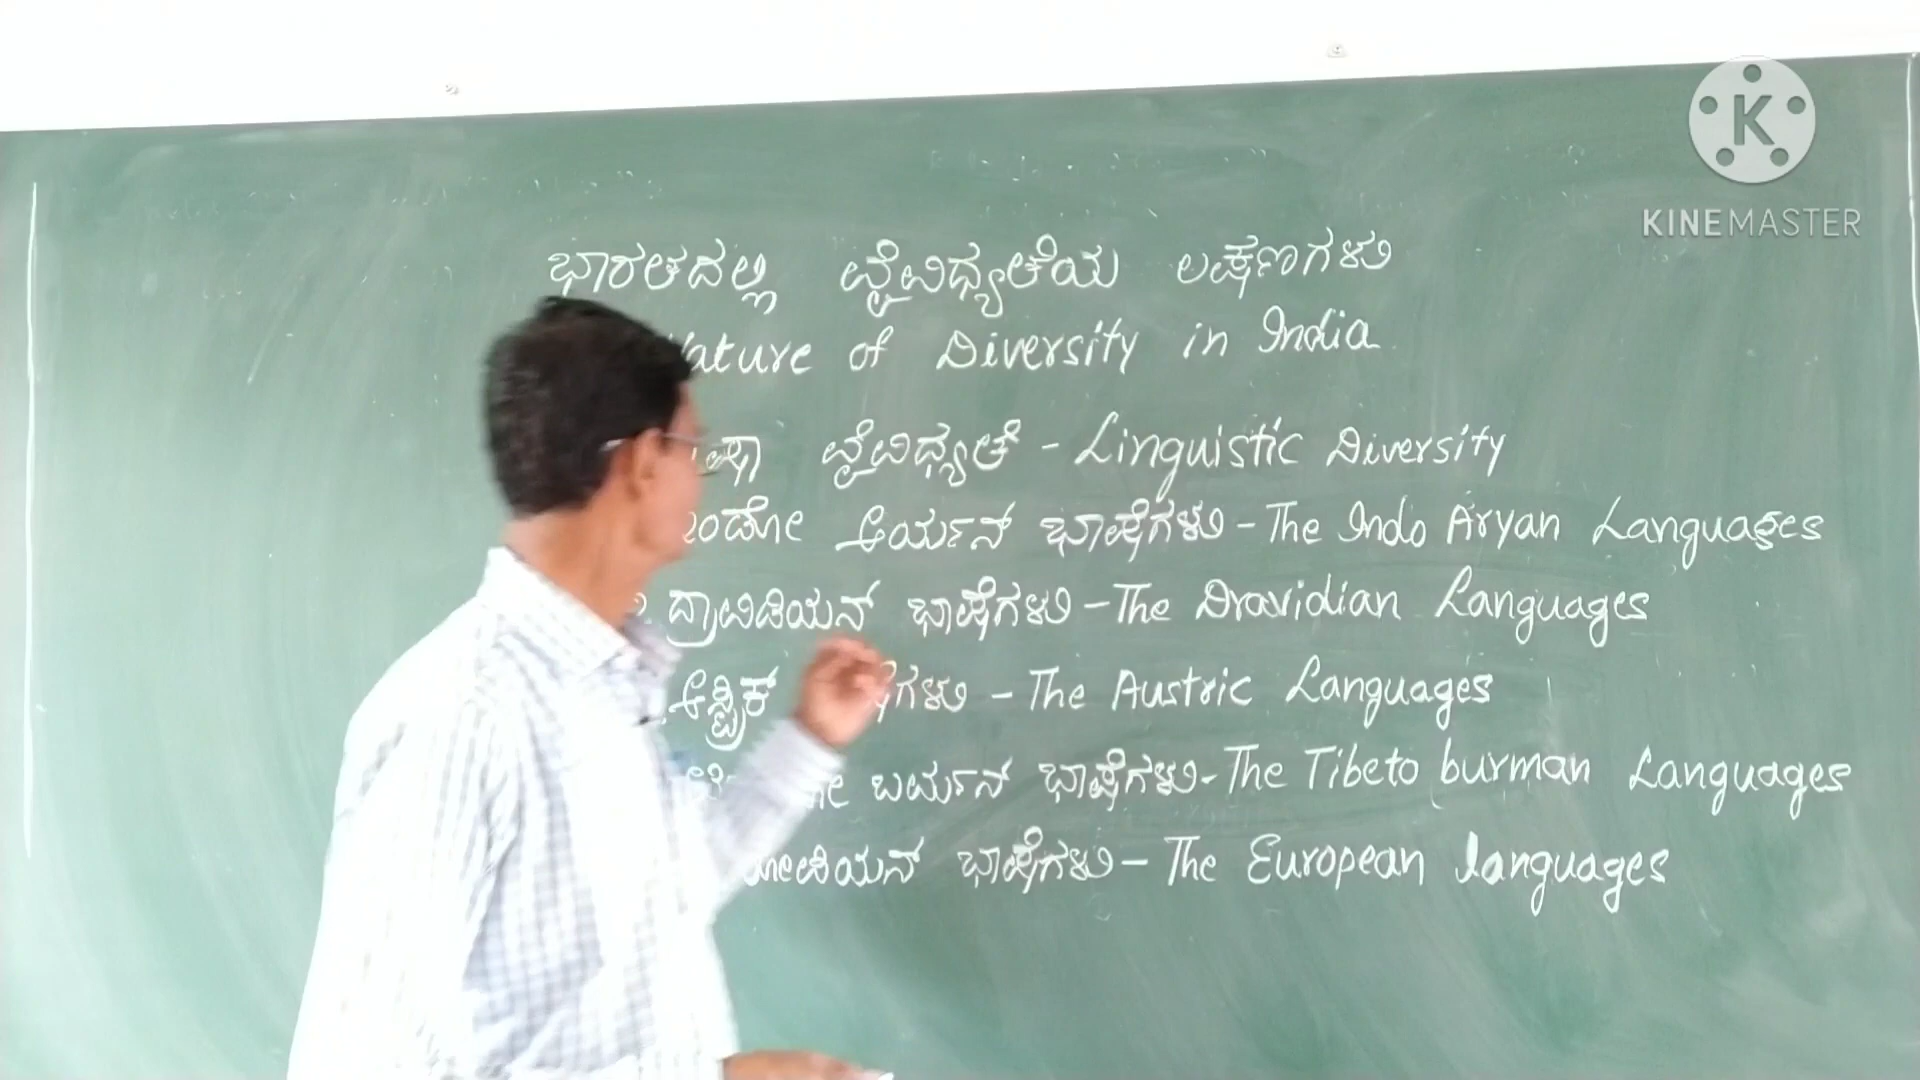 ಭಾರತದಲ್ಲಿ ವೈವಿಧ್ಯತೆಯ ಲಕ್ಷಣಗಳು
of Diversity in India
ವೈವಿಧ್ಯತೆ - Linguistic Diversity
ಆರ್ಯನ್ ಭಾಷೆಗಳು - The Indo Aryan Languages
ದ್ರಾವಿಡಿಯನ್ ಭಾಷೆಗಳು - The Dravidian Languages
ಆಸ್ಟ್ರಿಕ್ - The Austric Languages
ಬರ್ಮನ್ ಭಾಷೆಗಳು - The Tibeto burman Languages
ಭಾಷೆಗಳು - The European languages
K
KINEMASTER